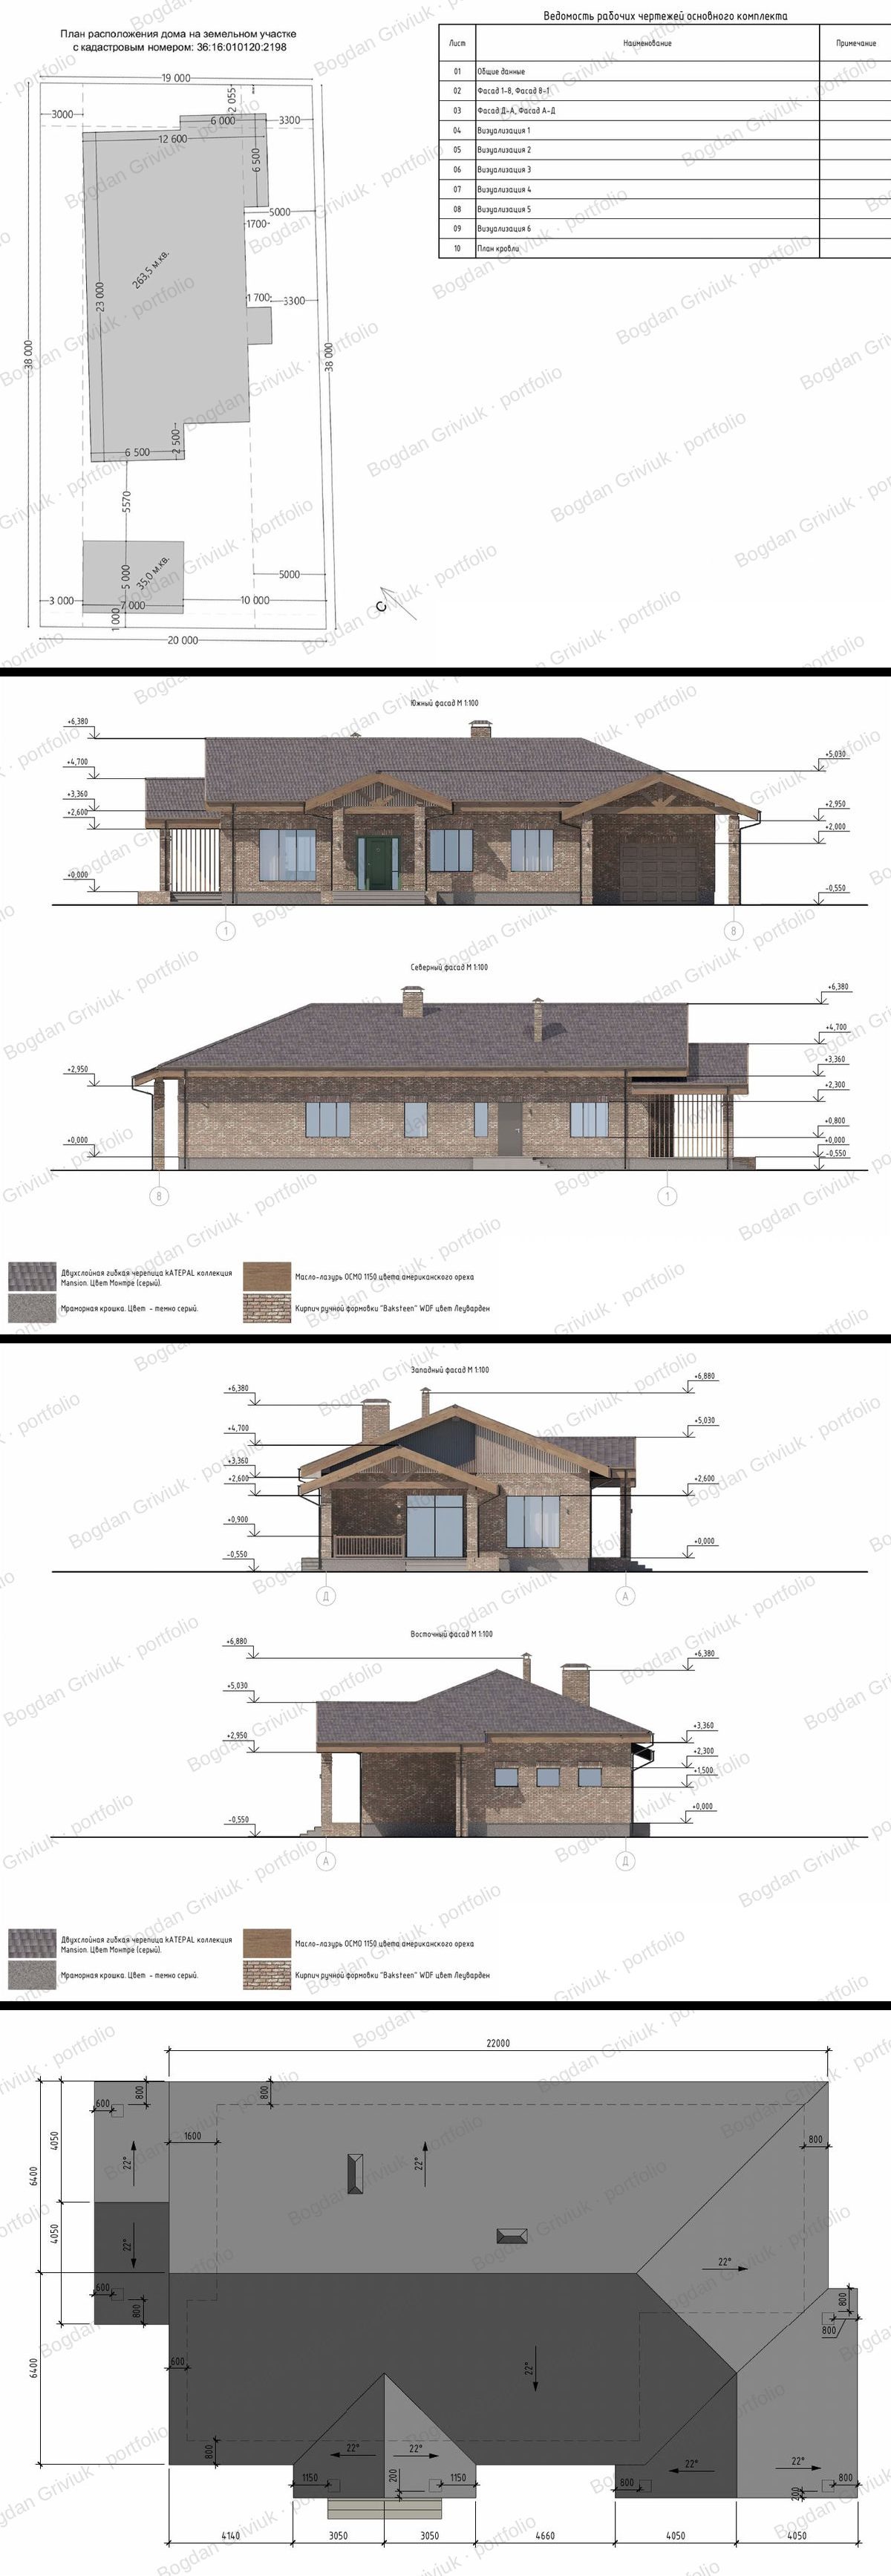 План расположения дома на земельном участке
с кадастровым номером: 36:16:010120:2198
19 000
3000
2 055
6 000
3300
12 600
6 500
5000
1700
263,5 м.кв.
23 000
1 700
3300
38 000
38 000
6 500
2 500
5570
5 000
35,0 м.кв.
5000
3 000
7 000
10 000
1 000
20 000
С
Ведомость рабочих чертежей основного комплекта
Лист Наименование Примечание
01 Общие данные
02 Фасад 1-8, Фасад 8-1
03 Фасад Д-А, Фасад А-Д
04 Визуализация 1
05 Визуализация 2
06 Визуализация 3
07 Визуализация 4
08 Визуализация 5
09 Визуализация 6
10 План кровли
Южный фасад М 1:100
+6,380
+4,700
+3,360
+2,600
+0,000
+5,030
+2,950
+2,000
-0,550
1
8
Северный фасад М 1:100
+2,950
+0,000
+6,380
+4,700
+3,360
+2,300
+0,800
+0,000
-0,550
8
1
Двухслойная гибкая черепица KATEPAL коллекция
Mansion. Цвет Монтре (серый).
Масло-лазурь ОСМО 1150 цвета американского ореха
Мраморная крошка. Цвет - темно серый.
Кирпич ручной формовки "Baksteen" WDF цвет Леуварден
Западный фасад М 1:100
+6,380
+4,700
+3,360
+2,600
+0,900
-0,550
+6,880
+5,030
+2,600
+0,000
Д
А
Восточный фасад М 1:100
+6,880
+5,030
+2,950
-0,550
+6,380
+3,360
+2,300
+1,500
+0,000
А
Д
Двухслойная гибкая черепица KATEPAL коллекция
Mansion. Цвет Монтре (серый).
Масло-лазурь ОСМО 1150 цвета американского ореха
Мраморная крошка. Цвет - темно серый.
Кирпич ручной формовки "Baksteen" WDF цвет Леуварден
22000
800
800
600
1600
800
4050
6400
22°
22°
4050
22°
22°
600
800
800
800
6400
600
22°
800
22°
22°
22°
22°
1150
200
1150
800
200
800
4140
3050
3050
4660
4050
4050
Bogdan Griviuk · portfolio